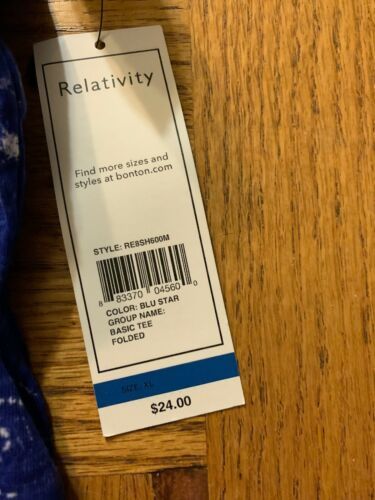 Relativity
Find more sizes and
styles at bonton.com
STYLE: RE8SH600M
8 83370 04560 0
COLOR: BLU STAR
GROUP NAME:
BASIC TEE
FOLDED
SIZE: XL
$24.00